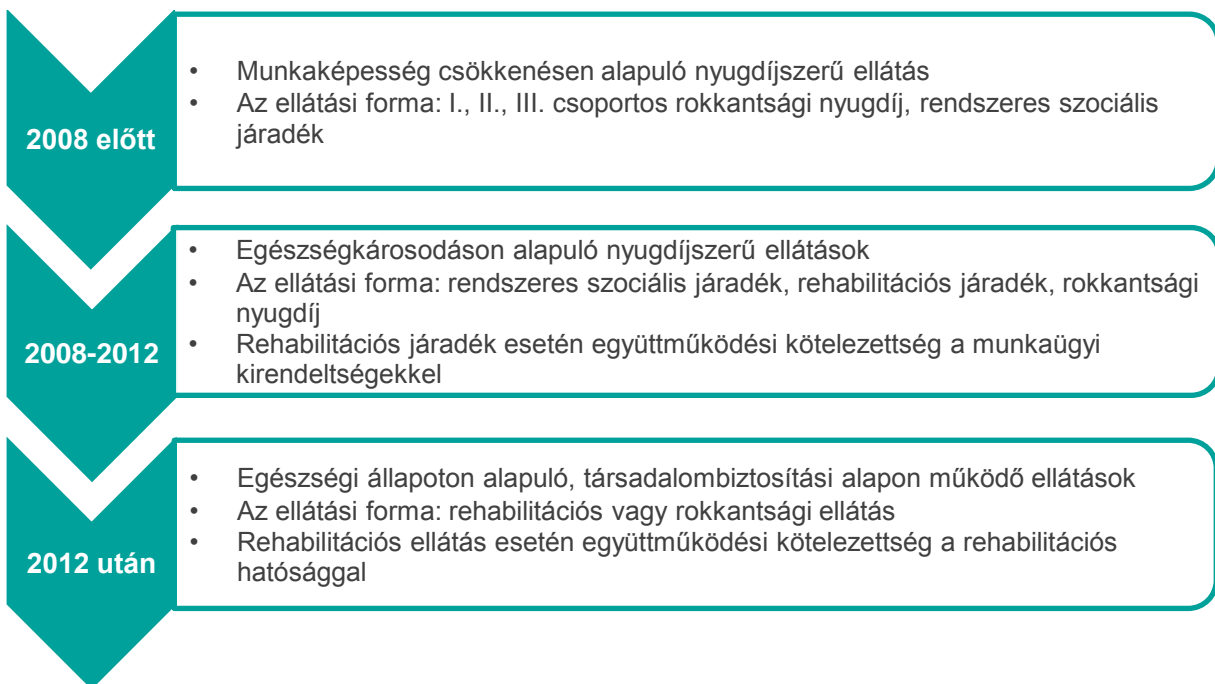 2008 előtt
• Munkaképesség csökkenésen alapuló nyugdíjszerű ellátás
• Az ellátási forma: I., II., III. csoportos rokkantsági nyugdíj, rendszeres szociális
járadék
2008-2012
• Egészségkárosodáson alapuló nyugdíjszerű ellátások
• Az ellátási forma: rendszeres szociális járadék, rehabilitációs járadék, rokkantsági
nyugdíj
• Rehabilitációs járadék esetén együttműködési kötelezettség a munkaügyi
kirendeltségekkel
2012 után
• Egészségi állapoton alapuló, társadalombiztosítási alapon működő ellátások
• Az ellátási forma: rehabilitációs vagy rokkantsági ellátás
• Rehabilitációs ellátás esetén együttműködési kötelezettség a rehabilitációs
hatósággal